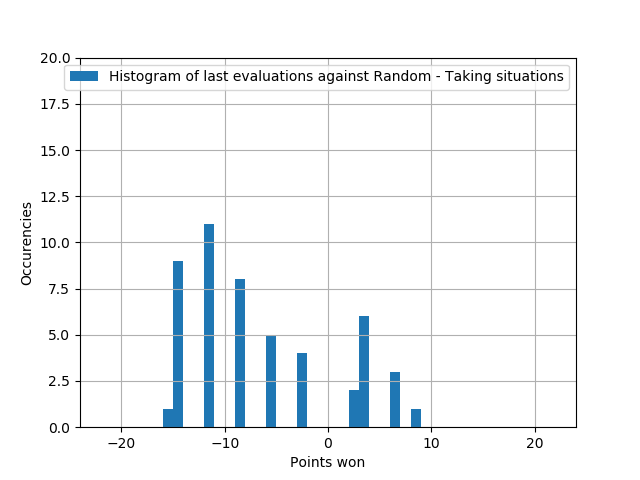 Histogram of last evaluations against Random - Taking situations
20.0
17.5
15.0
12.5
10.0
7.5
5.0
2.5
0.0
Occurencies
−20 −10 0 10 20
Points won